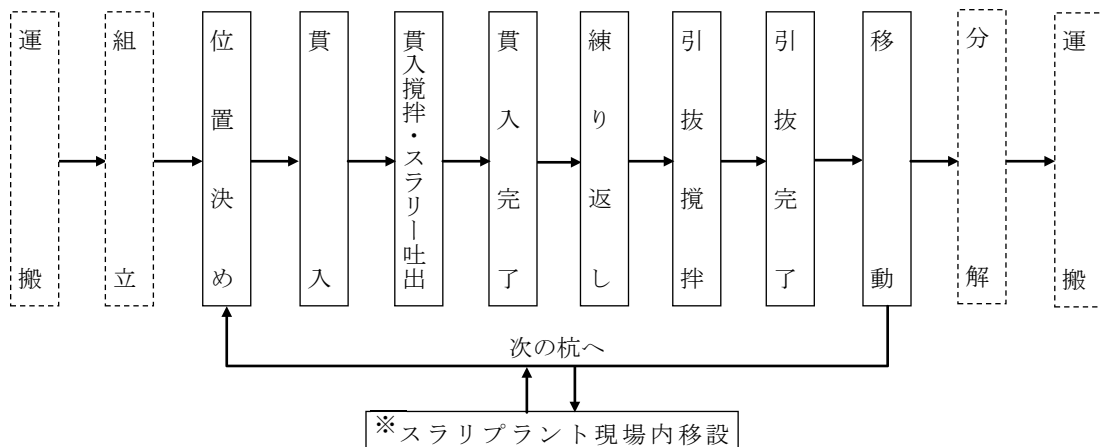 運搬
組立
位置決め
貫入
貫入撹拌・スラリー吐出
貫入完了
練り返し
引抜撹拌
引抜完了
移動
分解
運搬
次の杭へ
※スラリプラント現場内移設